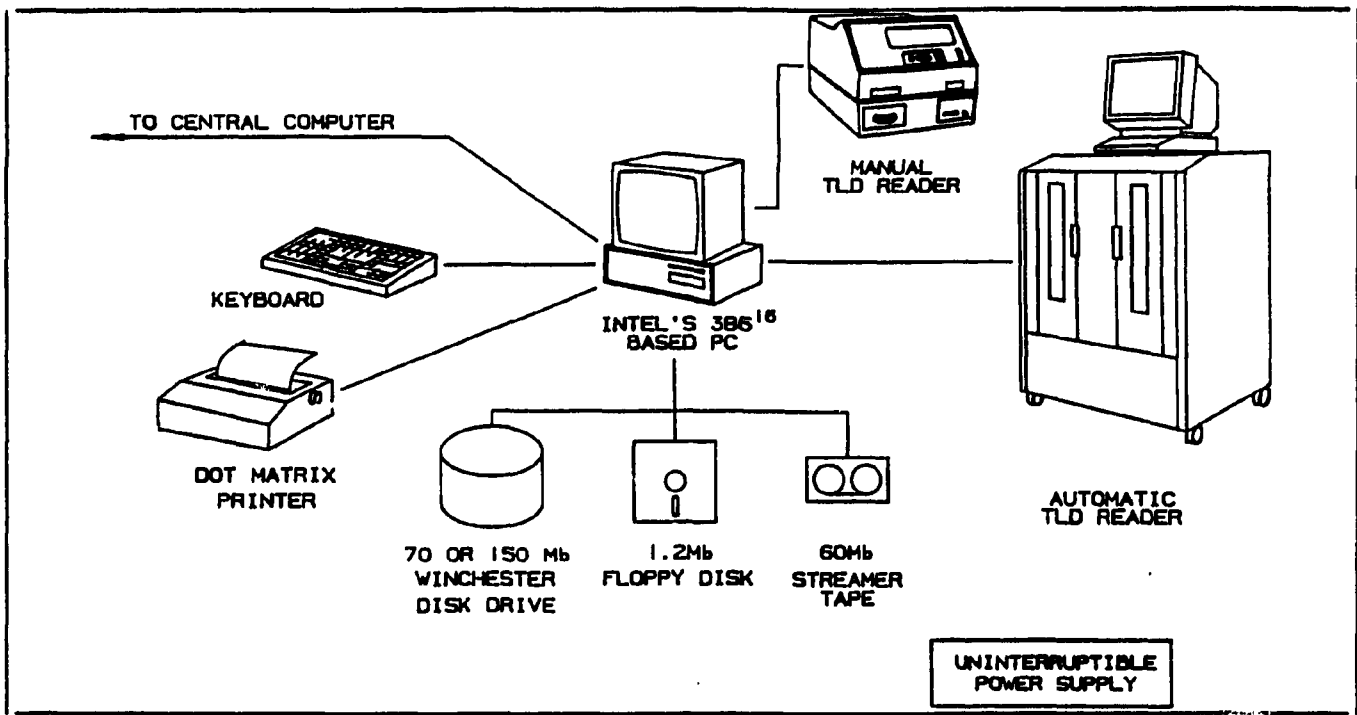 TO CENTRAL COMPUTER
MANUAL
TLD READER
KEYBOARD
INTEL'S 386¹⁶
BASED PC
DOT MATRIX
PRINTER
70 OR 150 Mb
WINCHESTER
DISK DRIVE
1.2Mb
FLOPPY DISK
60Mb
STREAMER
TAPE
AUTOMATIC
TLD READER
UNINTERRUPTIBLE
POWER SUPPLY